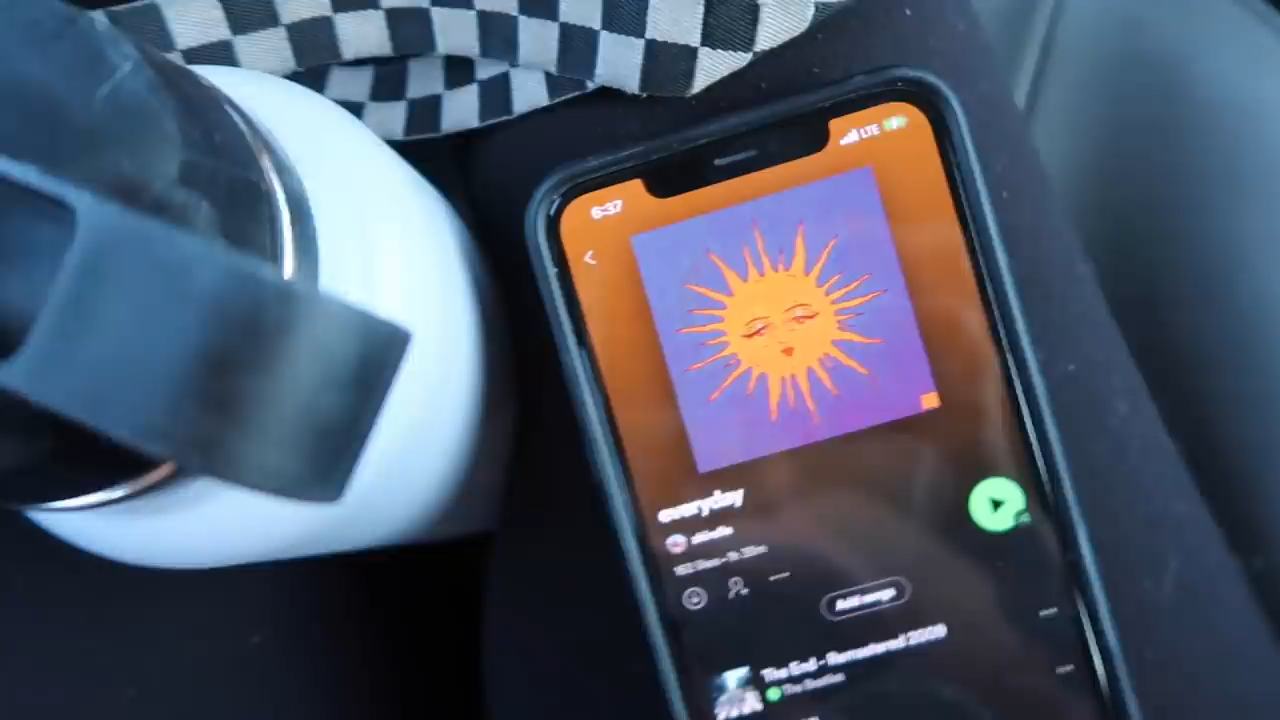 6:37
LTE
everyday
Add songs
The End - Remastered 2009
The Beatles